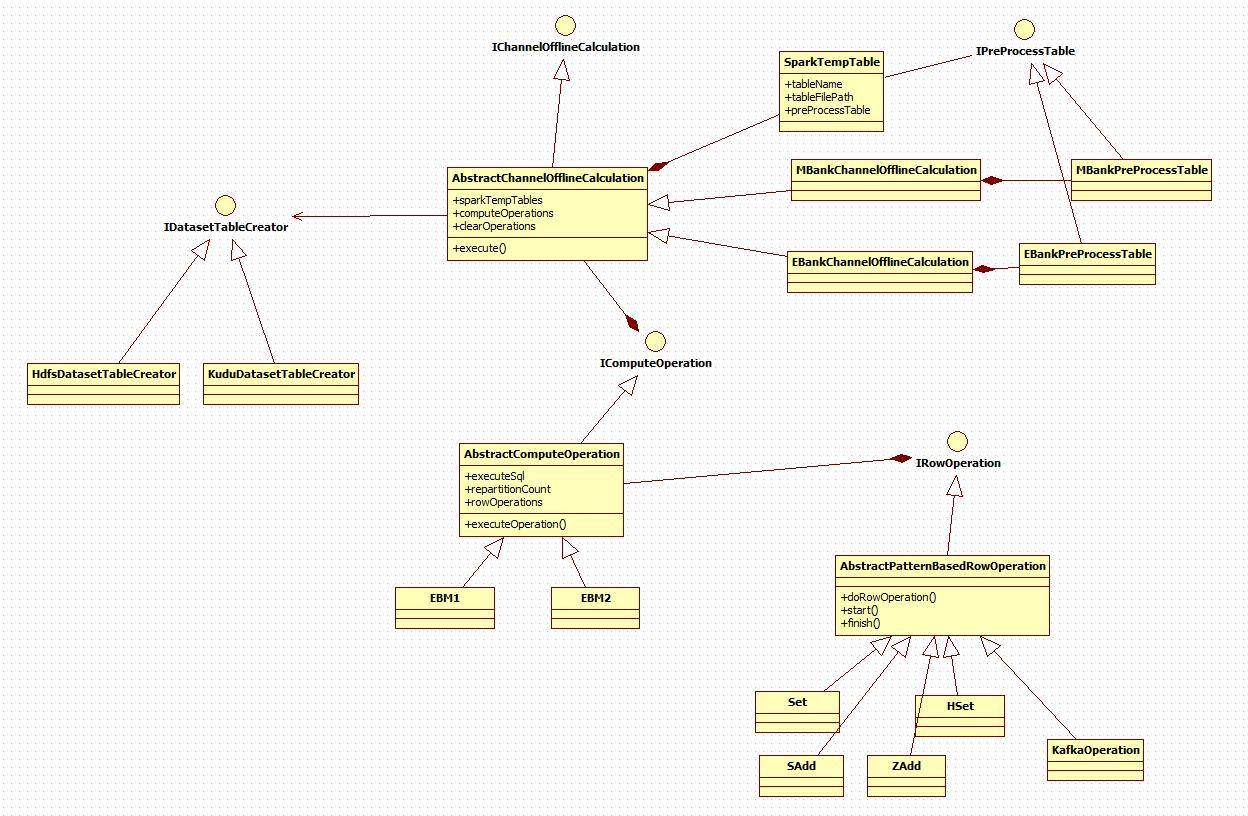 IChannelOfflineCalculation
IPreProcessTable
SparkTempTable
+tableName
+tableFilePath
+preProcessTable
AbstractChannelOfflineCalculation
+sparkTempTables
+computeOperations
+clearOperations
+execute()
MBankChannelOfflineCalculation
MBankPreProcessTable
IDatasetTableCreator
EBankChannelOfflineCalculation
EBankPreProcessTable
HdfsDatasetTableCreator
KuduDatasetTableCreator
IComputeOperation
AbstractComputeOperation
+executeSql
+repartitionCount
+rowOperations
+executeOperation()
IRowOperation
EBM1
EBM2
AbstractPatternBasedRowOperation
+doRowOperation()
+start()
+finish()
Set
HSet
SAdd
ZAdd
KafkaOperation